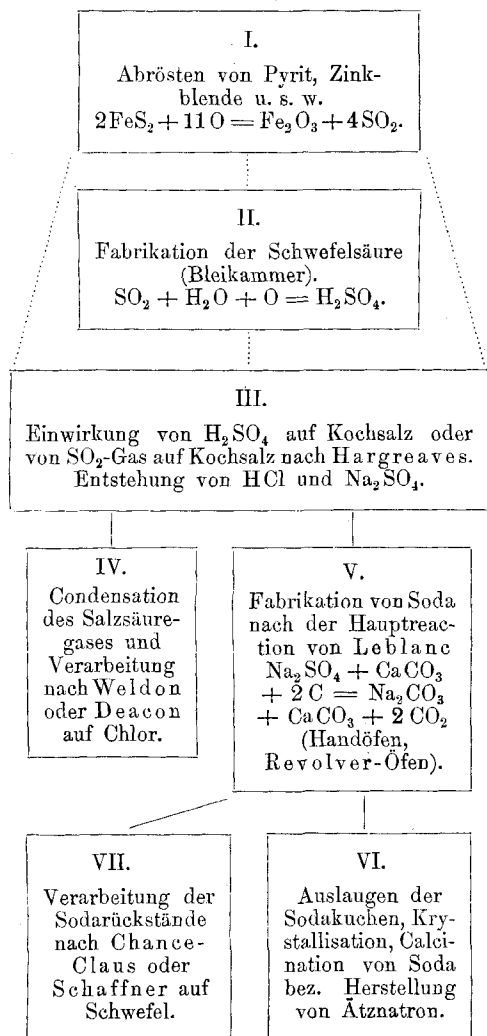 I.
Abrösten von Pyrit, Zink-
blende u. s. w.
2FeS₂ + 11O = Fe₂O₃ + 4SO₂.
II.
Fabrikation der Schwefelsäure
(Bleikammer).
SO₂ + H₂O + O = H₂SO₄.
III.
Einwirkung von H₂SO₄ auf Kochsalz oder
von SO₂-Gas auf Kochsalz nach Hargreaves.
Entstehung von HCl und Na₂SO₄.
IV.
Condensation
des Salzsäure-
gases und
Verarbeitung
nach Weldon
oder Deacon
auf Chlor.
V.
Fabrikation von Soda
nach der Hauptreac-
tion von Leblanc
Na₂SO₄ + CaCO₃
+ 2 C = Na₂CO₃
+ CaCO₃ + 2 CO₂
(Handöfen,
Revolver-Öfen).
VII.
Verarbeitung der
Sodarückstände
nach Chance-
Claus oder
Schaffner auf
Schwefel.
VI.
Auslaugen der
Sodakuchen, Kry-
stallisation, Calci-
nation von Soda
bez. Herstellung
von Ätznatron.